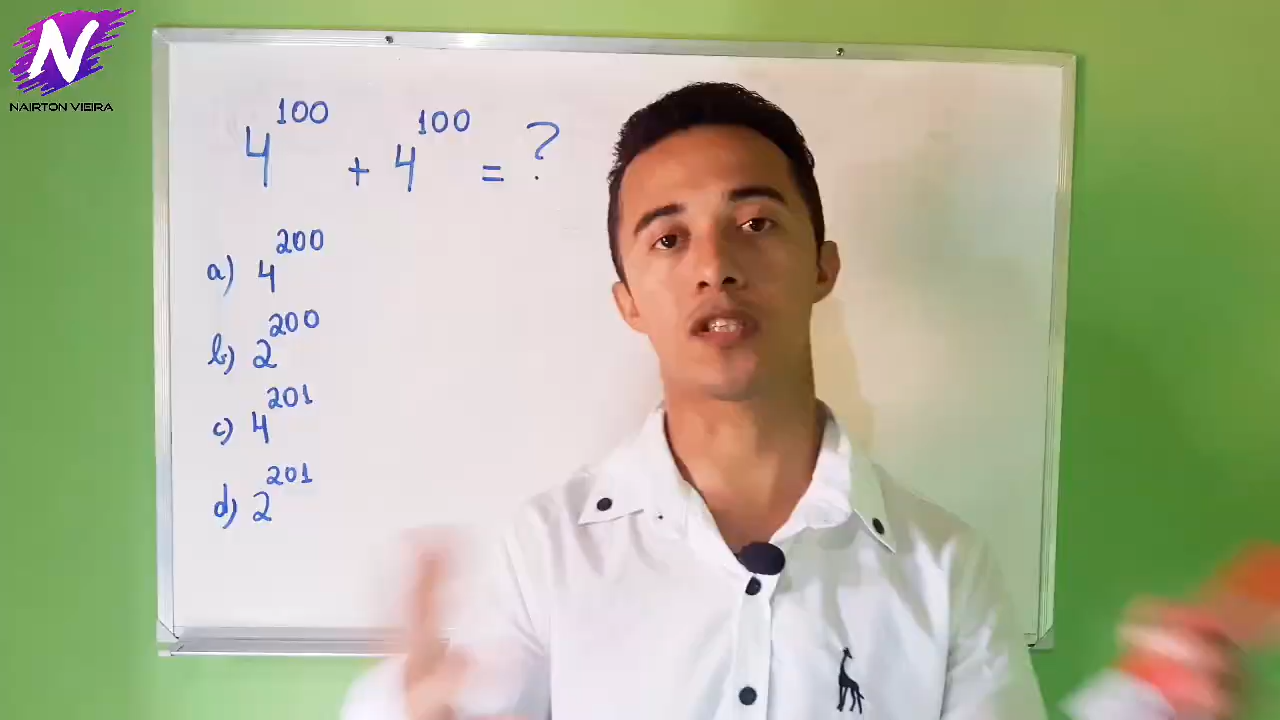 N
NAIRTON VIEIRA
4^100 + 4^100 = ?
a) 4^200
b) 2^200
c) 4^201
d) 2^201